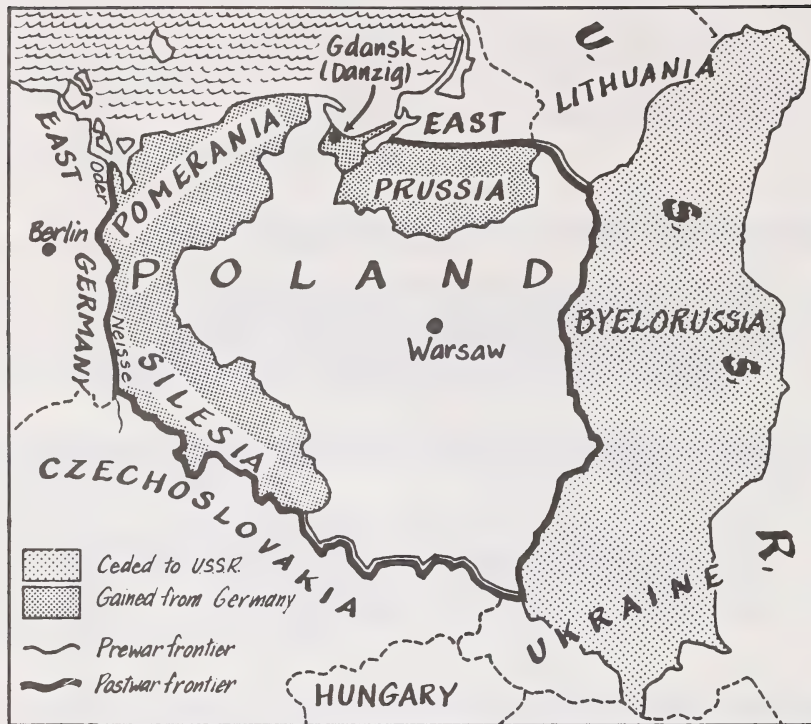 Gdansk
(Danzig)
U.
S.
S.
R.
LITHUANIA
EAST
PRUSSIA
EAST
GERMANY
Oder
POMERANIA
Berlin
POLAND
BYELORUSSIA
Warsaw
Neisse
SILESIA
CZECHOSLOVAKIA
UKRAINE
HUNGARY
Ceded to U.S.S.R.
Gained from Germany
Prewar frontier
Postwar frontier